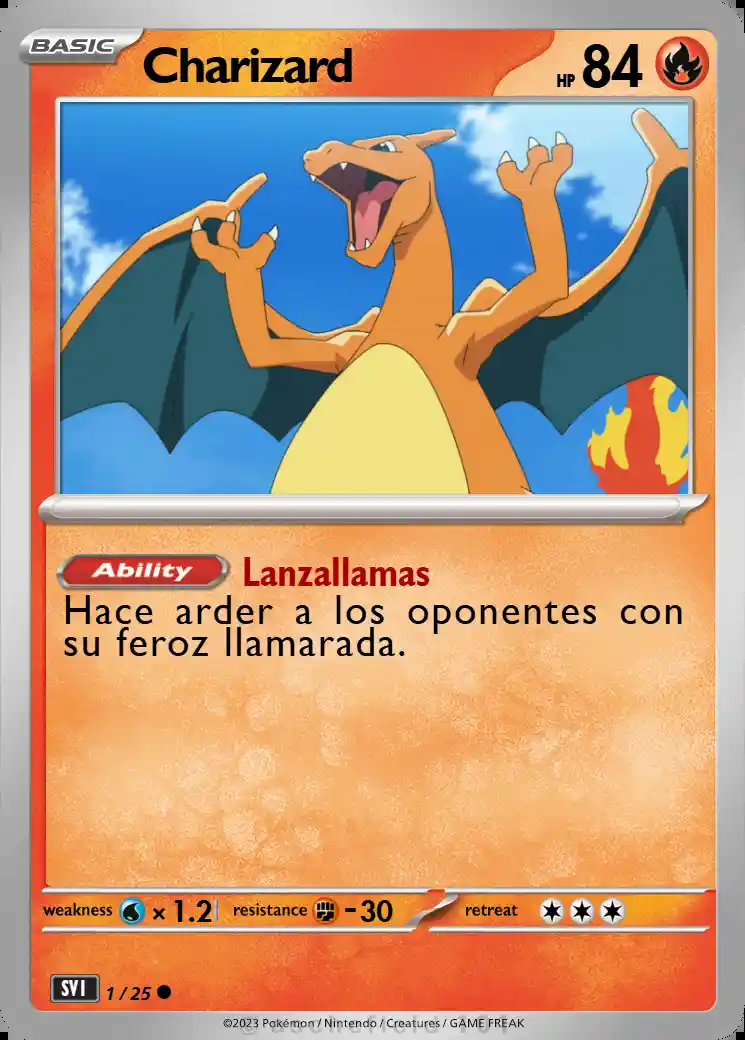 BASIC
Charizard
HP 84
Ability Lanzallamas
Hace arder a los oponentes con
su feroz llamarada.
weakness × 1.2 resistance -30 retreat
SVI 1 / 25
©2023 Pokémon / Nintendo / Creatures / GAME FREAK